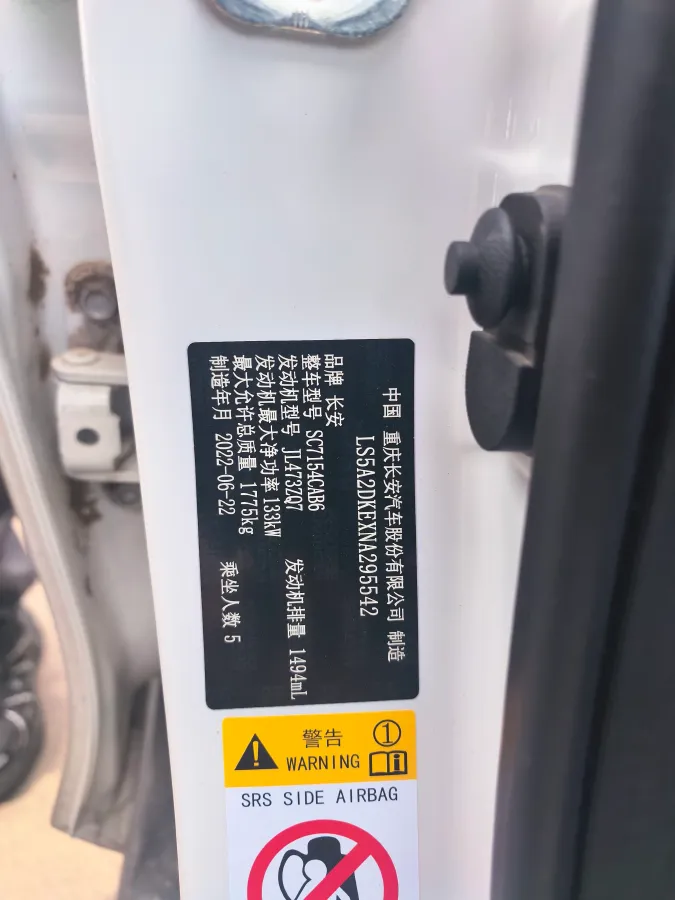 中国 重庆长安汽车股份有限公司 制造
LS5A2DKEXNA295542
品牌 长安
整车型号 SC7154CAB6
发动机型号 JL473ZQ7 发动机排量 1494mL
发动机最大净功率 133kW
最大允许总质量 1775kg
制造年月 2022-06-22 乘坐人数 5
警告 ①
WARNING i
SRS SIDE AIRBAG